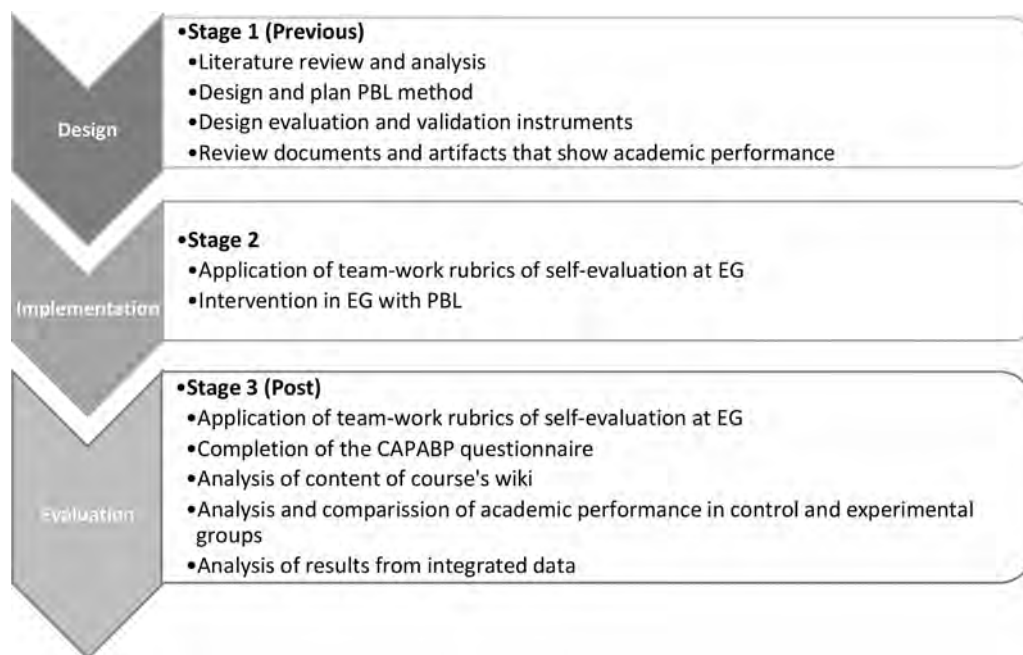 Design
•Stage 1 (Previous)
•Literature review and analysis
•Design and plan PBL method
•Design evaluation and validation instruments
•Review documents and artifacts that show academic performance
Implementation
•Stage 2
•Application of team-work rubrics of self-evaluation at EG
•Intervention in EG with PBL
Evaluation
•Stage 3 (Post)
•Application of team-work rubrics of self-evaluation at EG
•Completion of the CAPABP questionnaire
•Analysis of content of course's wiki
•Analysis and comparission of academic performance in control and experimental
groups
•Analysis of results from integrated data